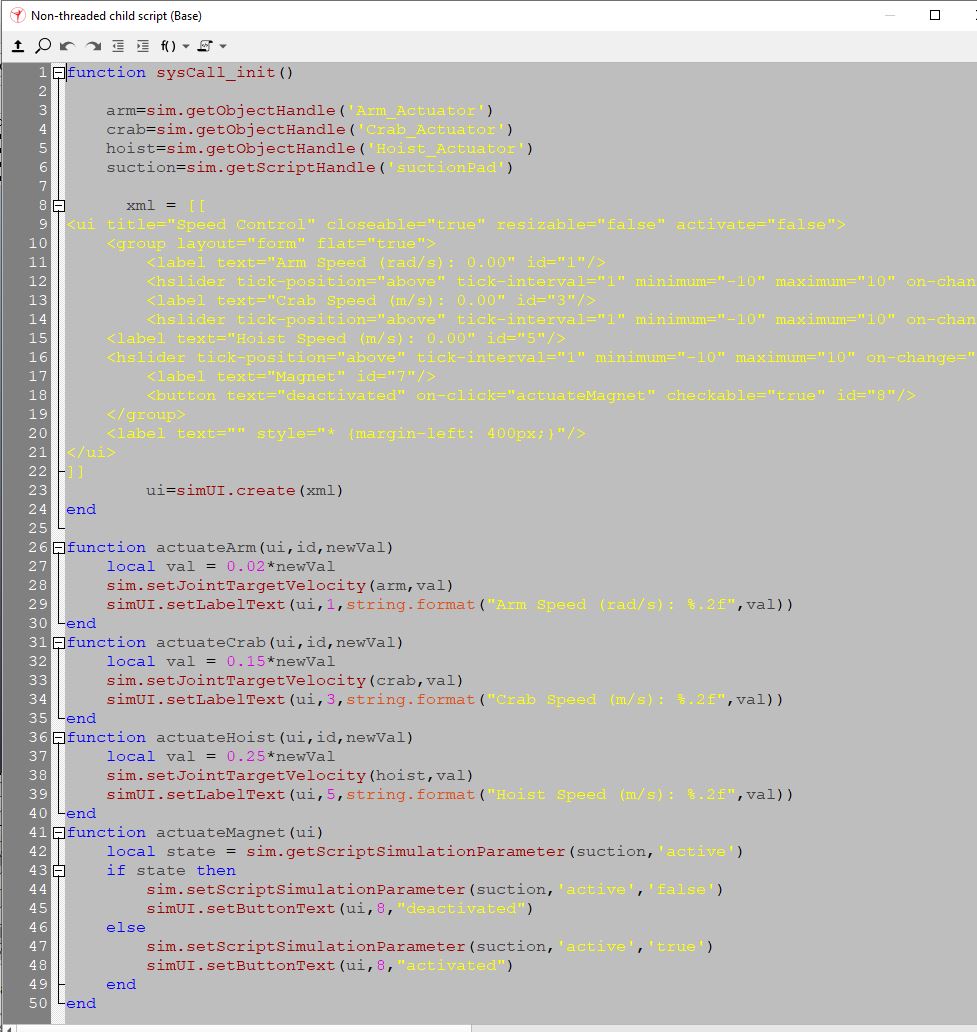 Non-threaded child script (Base)
f()
1 function sysCall_init()
2
3 arm=sim.getObjectHandle('Arm_Actuator')
4 crab=sim.getObjectHandle('Crab_Actuator')
5 hoist=sim.getObjectHandle('Hoist_Actuator')
6 suction=sim.getScriptHandle('suctionPad')
7
8 xml = [[
9 <ui title="Speed Control" closeable="true" resizable="false" activate="false">
10 <group layout="form" flat="true">
11 <label text="Arm Speed (rad/s): 0.00" id="1"/>
12 <hslider tick-position="above" tick-interval="1" minimum="-10" maximum="10" on-chan
13 <label text="Crab Speed (m/s): 0.00" id="3"/>
14 <hslider tick-position="above" tick-interval="1" minimum="-10" maximum="10" on-chan
15 <label text="Hoist Speed (m/s): 0.00" id="5"/>
16 <hslider tick-position="above" tick-interval="1" minimum="-10" maximum="10" on-change="
17 <label text="Magnet" id="7"/>
18 <button text="deactivated" on-click="actuateMagnet" checkable="true" id="8"/>
19 </group>
20 <label text="" style="* {margin-left: 400px;}"/>
21 </ui>
22 ]]
23 ui=simUI.create(xml)
24 end
25
26 function actuateArm(ui,id,newVal)
27 local val = 0.02*newVal
28 sim.setJointTargetVelocity(arm,val)
29 simUI.setLabelText(ui,1,string.format("Arm Speed (rad/s): %.2f",val))
30 end
31 function actuateCrab(ui,id,newVal)
32 local val = 0.15*newVal
33 sim.setJointTargetVelocity(crab,val)
34 simUI.setLabelText(ui,3,string.format("Crab Speed (m/s): %.2f",val))
35 end
36 function actuateHoist(ui,id,newVal)
37 local val = 0.25*newVal
38 sim.setJointTargetVelocity(hoist,val)
39 simUI.setLabelText(ui,5,string.format("Hoist Speed (m/s): %.2f",val))
40 end
41 function actuateMagnet(ui)
42 local state = sim.getScriptSimulationParameter(suction,'active')
43 if state then
44 sim.setScriptSimulationParameter(suction,'active','false')
45 simUI.setButtonText(ui,8,"deactivated")
46 else
47 sim.setScriptSimulationParameter(suction,'active','true')
48 simUI.setButtonText(ui,8,"activated")
49 end
50 end